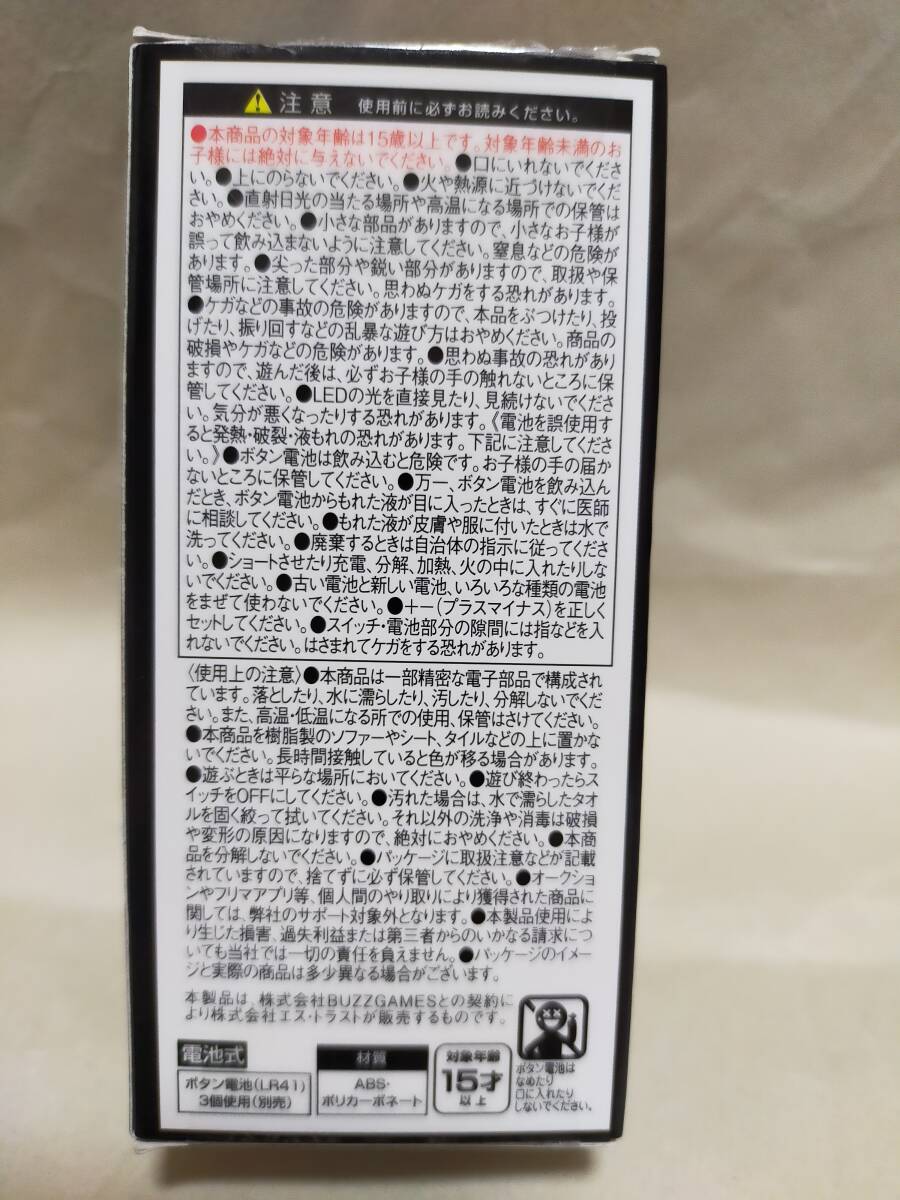 注意 使用前に必ずお読みください。
●本商品の対象年齢は15歳以上です。対象年齢未満のお
子様には絶対に与えないでください。●口にいれないでくださ
い。●上にのらないでください。●火や熱源に近づけないでくだ
さい。●直射日光の当たる場所や高温になる場所での保管は
おやめください。●小さな部品がありますので、小さなお子様が
誤って飲み込まないように注意してください。窒息などの危険が
あります。●尖った部分や鋭い部分がありますので、取扱や保
管場所に注意してください。思わぬケガをする恐れがあります。
●ケガなどの事故の危険がありますので、本品をぶつけたり、投
げたり、振り回すなどの乱暴な遊び方はおやめください。商品の
破損やケガなどの危険があります。●思わぬ事故の恐れがあり
ますので、遊んだ後は、必ずお子様の手の触れないところに保
管してください。●LEDの光を直接見たり、見続けないでくださ
い。気分が悪くなったりする恐れがあります。《電池を誤使用す
ると発熱・破裂・液もれの恐れがあります。下記に注意してくださ
い。》●ボタン電池は飲み込むと危険です。お子様の手の届か
ないところに保管してください。●万一、ボタン電池を飲み込ん
だとき、ボタン電池からもれた液が目に入ったときは、すぐに医師
に相談してください。●もれた液が皮膚や服に付いたときは水で
洗ってください。●廃棄するときは自治体の指示に従ってくださ
い。●ショートさせたり充電、分解、加熱、火の中に入れたりしな
いでください。●古い電池と新しい電池、いろいろな種類の電池
をまぜて使わないでください。●+−(プラスマイナス)を正しく
セットしてください。●スイッチ・電池部分の隙間には指などを入
れないでください。はさまれてケガをする恐れがあります。
〈使用上の注意〉●本商品は一部精密な電子部品で構成され
ています。落としたり、水に濡らしたり、汚したり、分解しないでくだ
さい。また、高温・低温になる所での使用、保管はさけてください。
●本商品を樹脂製のソファーやシート、タイルなどの上に置かな
いでください。長時間接触していると色が移る場合があります。
●遊ぶときは平らな場所においてください。●遊び終わったらス
イッチをOFFにしてください。●汚れた場合は、水で濡らしたタオ
ルを固く絞って拭いてください。それ以外の洗浄や消毒は破損
や変形の原因になりますので、絶対におやめください。●本商
品を分解しないでください。●パッケージに取扱注意などが記載
されていますので、捨てずに必ず保管してください。●オークショ
ンやフリマアプリ等、個人間のやり取りにより獲得された商品に
関しては、弊社のサポート対象外となります。●本製品使用によ
り生じた損害、過失利益または第三者からのいかなる請求につ
いても当社では一切の責任を負えません。●パッケージのイメー
ジと実際の商品は多少異なる場合がございます。
本製品は、株式会社BUZZGAMESとの契約に
より株式会社エス・トラストが販売するものです。
電池式
ボタン電池(LR41)
3個使用(別売)
材質
ABS・
ポリカーボネート
対象年齢
15才
以上
ボタン電池は
なめたり
口に入れたり
しないでください。